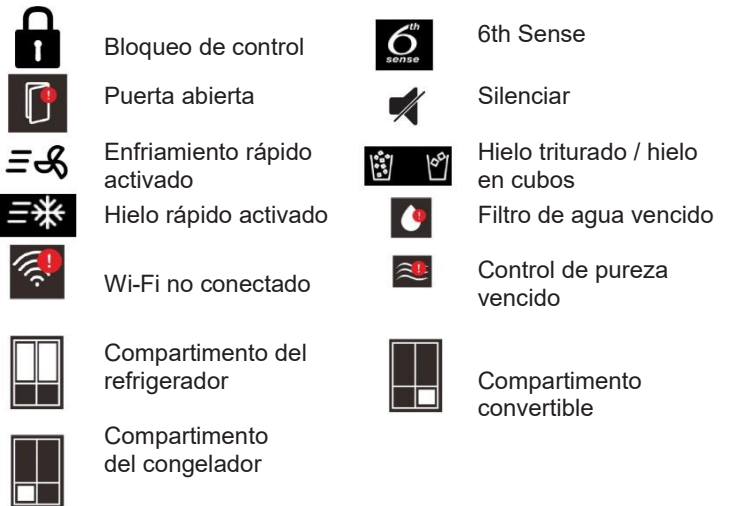 Bloqueo de control
6th
sense
6th Sense
Puerta abierta
Silenciar
Enfriamiento rápido
activado
Hielo triturado / hielo
en cubos
Hielo rápido activado
Filtro de agua vencido
Wi-Fi no conectado
Control de pureza
vencido
Compartimento del
refrigerador
Compartimento
convertible
Compartimento
del congelador